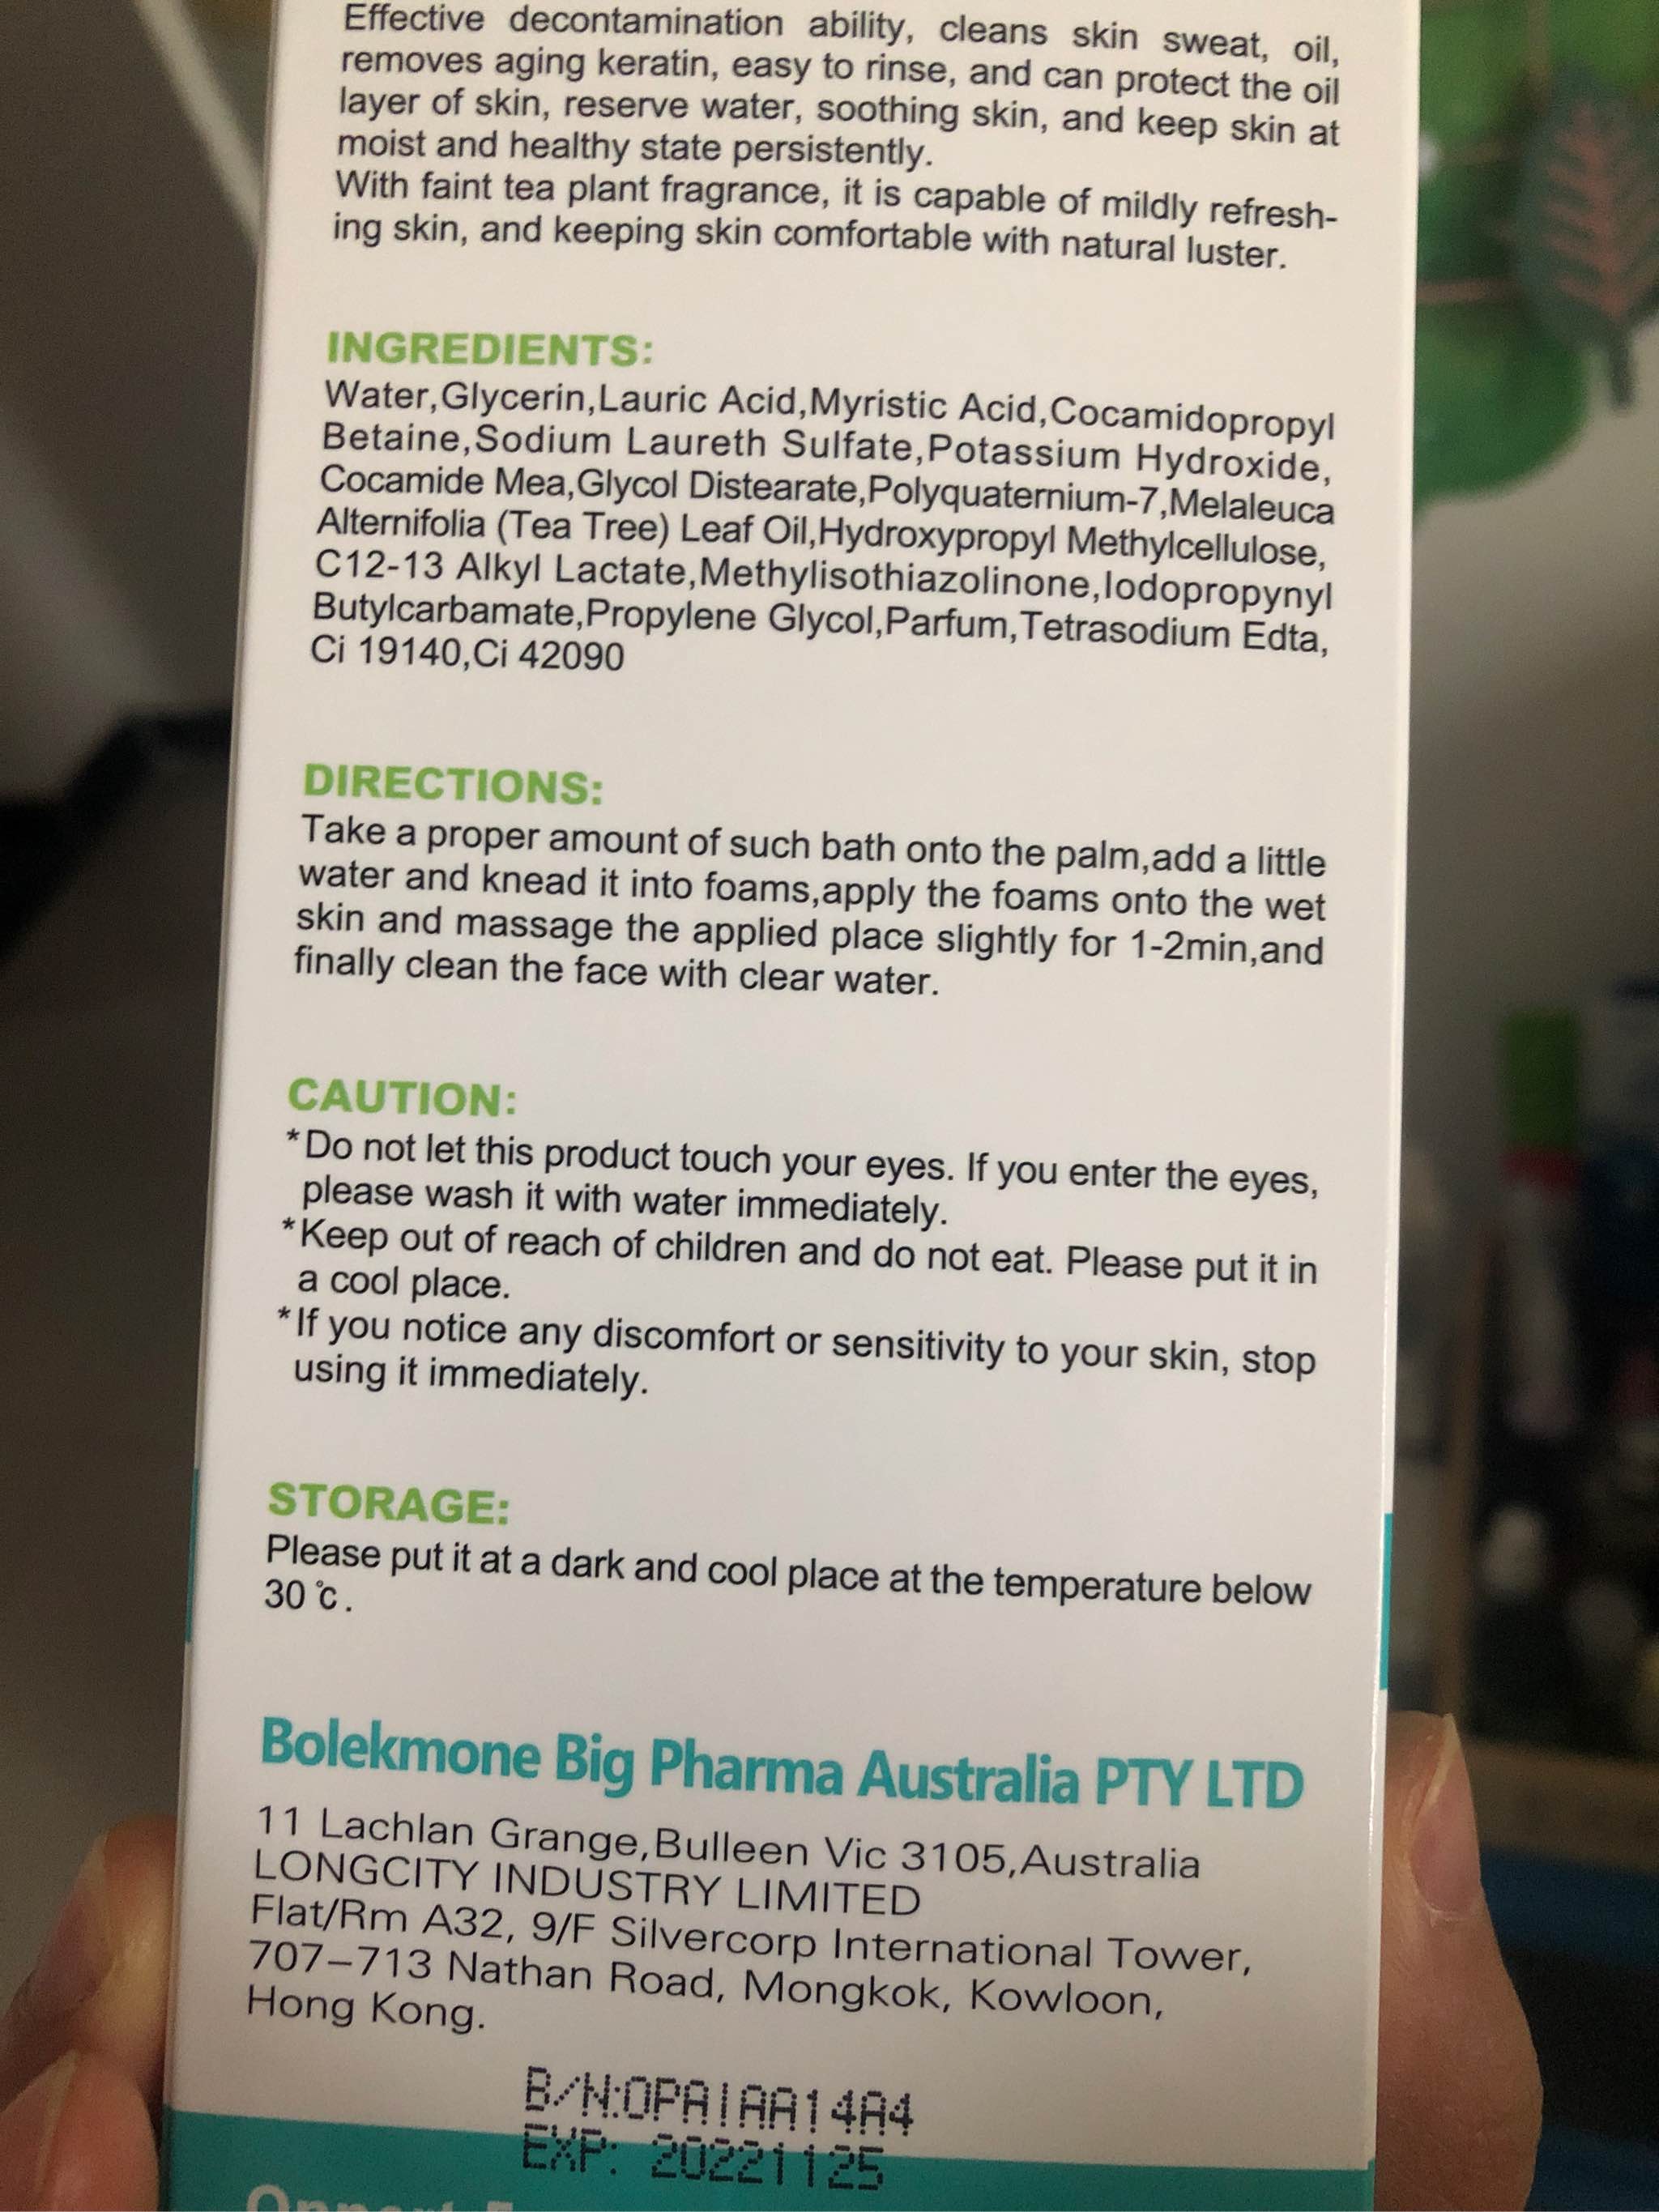 Effective decontamination ability, cleans skin sweat, oil,
removes aging keratin, easy to rinse, and can protect the oil
layer of skin, reserve water, soothing skin, and keep skin at
moist and healthy state persistently.
With faint tea plant fragrance, it is capable of mildly refresh-
ing skin, and keeping skin comfortable with natural luster.
INGREDIENTS:
Water,Glycerin,Lauric Acid,Myristic Acid,Cocamidopropyl
Betaine,Sodium Laureth Sulfate,Potassium Hydroxide,
Cocamide Mea,Glycol Distearate,Polyquaternium-7,Melaleuca
Alternifolia (Tea Tree) Leaf Oil,Hydroxypropyl Methylcellulose,
C12-13 Alkyl Lactate,Methylisothiazolinone,Iodopropynyl
Butylcarbamate,Propylene Glycol,Parfum,Tetrasodium Edta,
Ci 19140,Ci 42090
DIRECTIONS:
Take a proper amount of such bath onto the palm,add a little
water and knead it into foams,apply the foams onto the wet
skin and massage the applied place slightly for 1-2min,and
finally clean the face with clear water.
CAUTION:
*Do not let this product touch your eyes. If you enter the eyes,
please wash it with water immediately.
*Keep out of reach of children and do not eat. Please put it in
a cool place.
*If you notice any discomfort or sensitivity to your skin, stop
using it immediately.
STORAGE:
Please put it at a dark and cool place at the temperature below
30℃.
Bolekmone Big Pharma Australia PTY LTD
11 Lachlan Grange,Bulleen Vic 3105,Australia
LONGCITY INDUSTRY LIMITED
Flat/Rm A32, 9/F Silvercorp International Tower,
707–713 Nathan Road, Mongkok, Kowloon,
Hong Kong.
B/N:OPA1AA14A4
EXP: 20221125